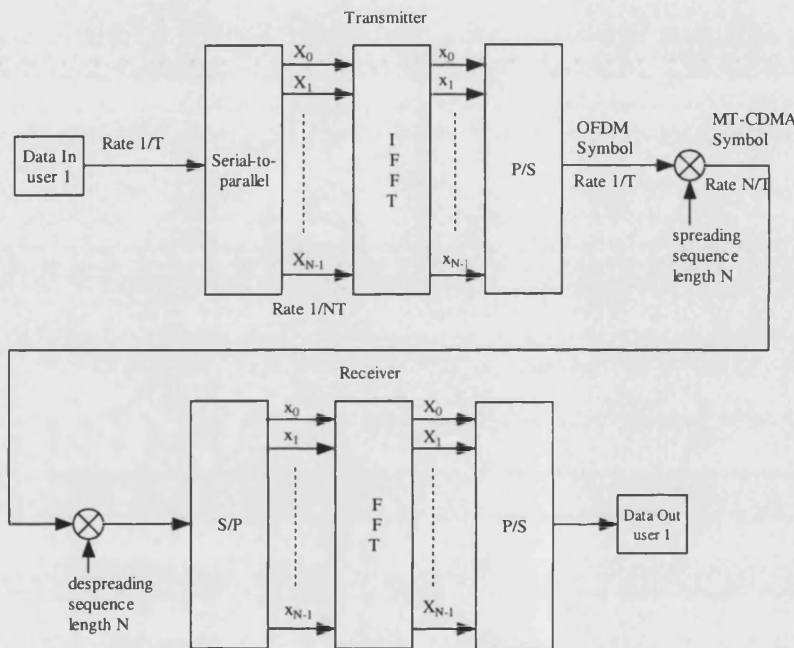 Transmitter
Data In
user 1
Rate 1/T
Serial-to-
parallel
X0
X1
XN-1
Rate 1/NT
I
F
F
T
x0
x1
xN-1
P/S
OFDM
Symbol
Rate 1/T
MT-CDMA
Symbol
Rate N/T
spreading
sequence
length N
Receiver
despreading
sequence
length N
S/P
x0
x1
xN-1
F
F
T
X0
X1
XN-1
P/S
Data Out
user 1